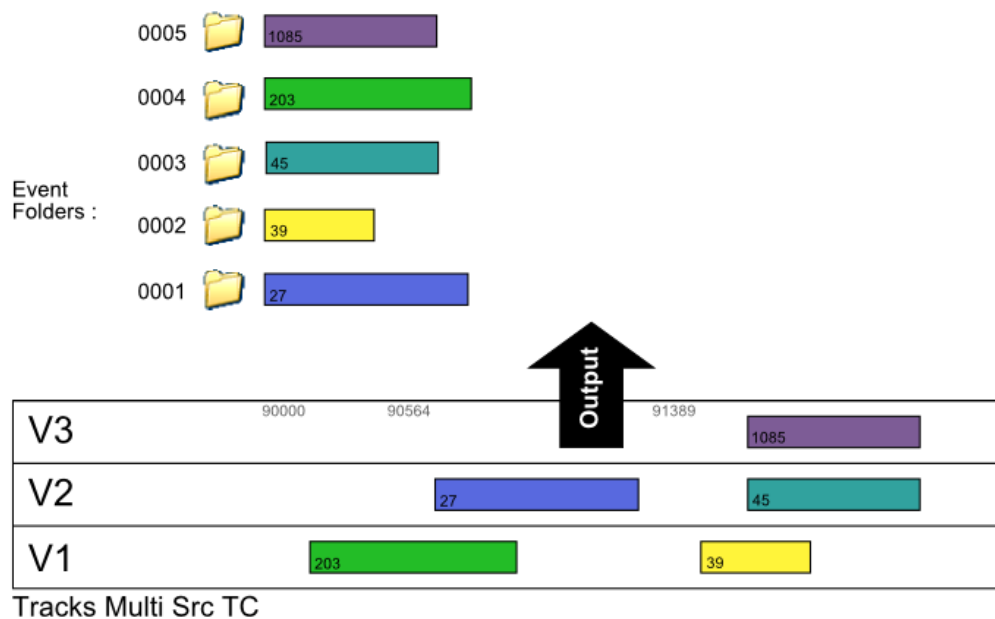 0005
1085
0004
203
0003
45
Event
Folders :
0002
39
0001
27
Output
90000 90564 91389
V3
1085
V2
27 45
V1
203 39
Tracks Multi Src TC